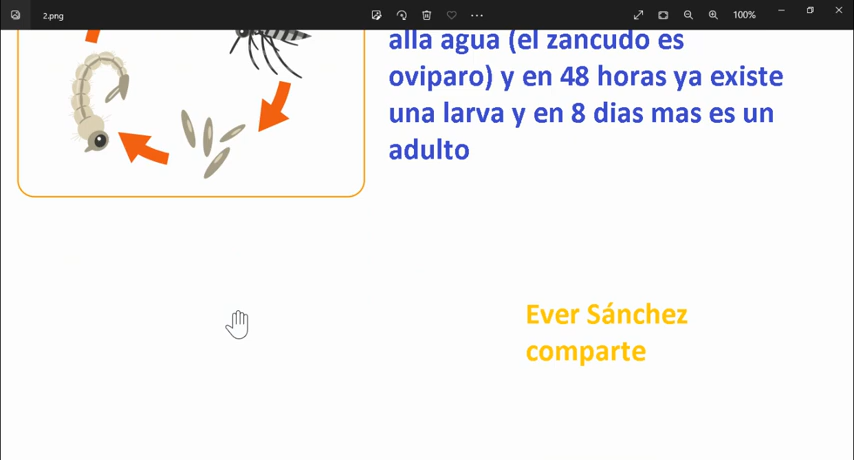 2.png
100%
alla agua (el zancudo es
oviparo) y en 48 horas ya existe
una larva y en 8 dias mas es un
adulto
Ever Sánchez
comparte